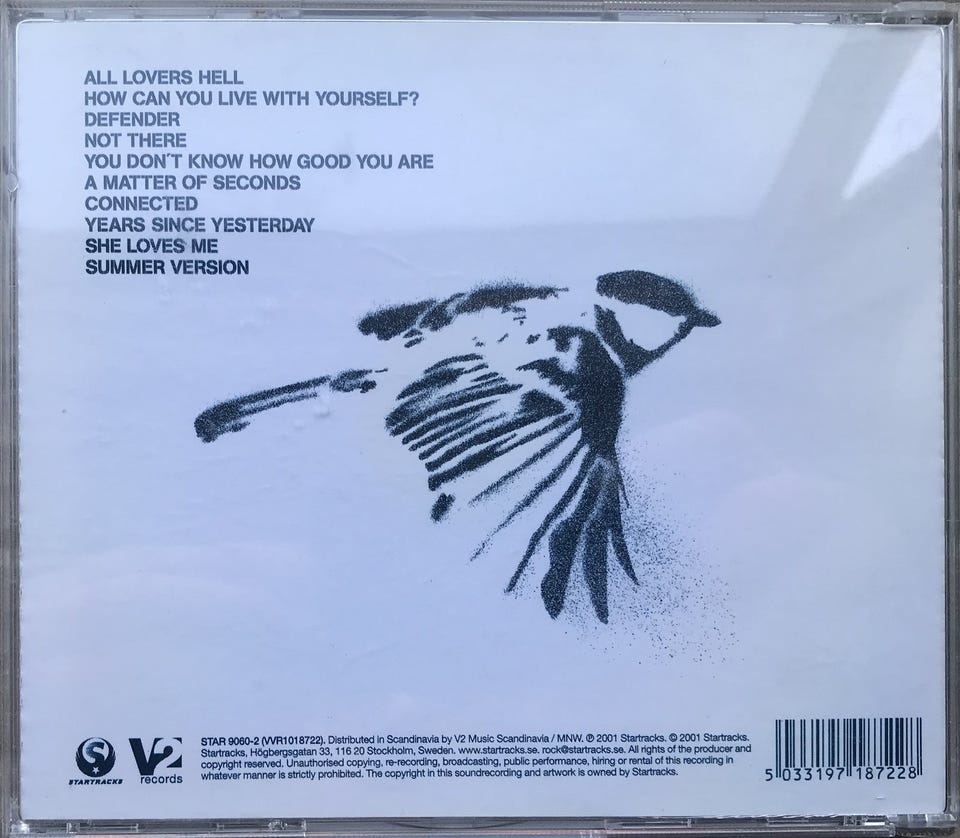 ALL LOVERS HELL
HOW CAN YOU LIVE WITH YOURSELF?
DEFENDER
NOT THERE
YOU DON'T KNOW HOW GOOD YOU ARE
A MATTER OF SECONDS
CONNECTED
YEARS SINCE YESTERDAY
SHE LOVES ME
SUMMER VERSION
S
STARTRACKS
V2
records
STAR 9060-2 (VVR1018722). Distributed in Scandinavia by V2 Music Scandinavia / MNW. ℗ 2001 Startracks. © 2001 Startracks.
Startracks, Högbergsgatan 33, 116 20 Stockholm, Sweden. www.startracks.se. rock@startracks.se. All rights of the producer and
copyright reserved. Unauthorised copying, re-recording, broadcasting, public performance, hiring or rental of this recording in
whatever manner is strictly prohibited. The copyright in this soundrecording and artwork is owned by Startracks.
5 033197 187228